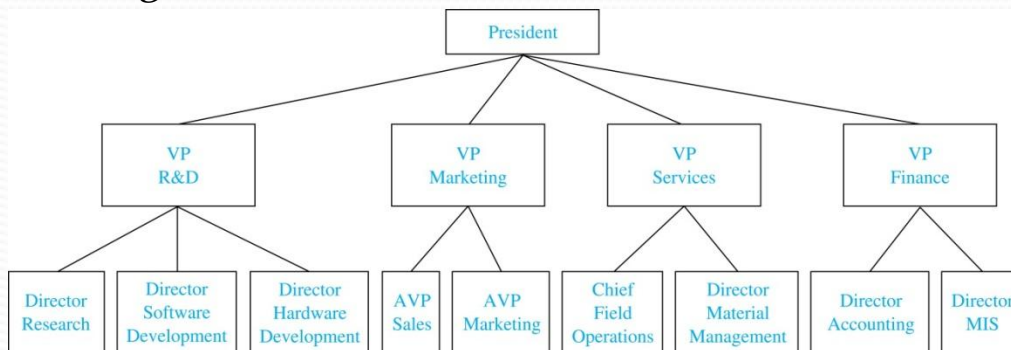 President
VP
R&D
VP
Marketing
VP
Services
VP
Finance
Director
Research
Director
Software
Development
Director
Hardware
Development
AVP
Sales
AVP
Marketing
Chief
Field
Operations
Director
Material
Management
Director
Accounting
Director
MIS